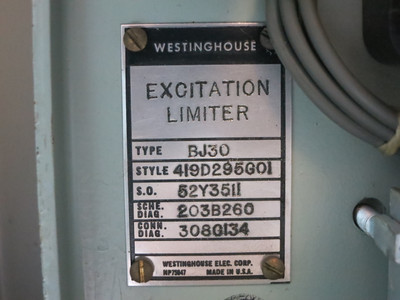 WESTINGHOUSE
EXCITATION
LIMITER
TYPE BJ30
STYLE 419D295G01
S.O. 52Y3511
SCHE. DIAG. 203B260
CONN. DIAG. 3080134
WESTINGHOUSE ELEC. CORP.
NP75847 MADE IN U.S.A.